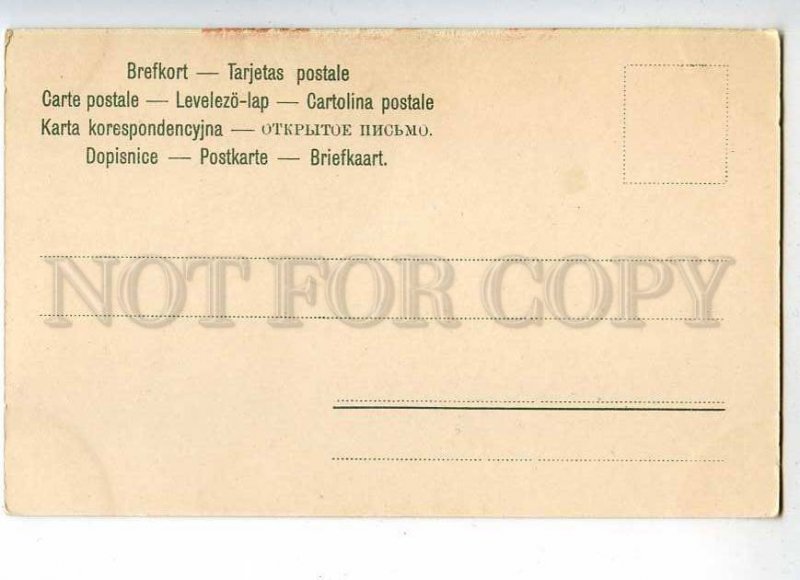 Brefkort — Tarjetas postale
Carte postale — Levelezö-lap — Cartolina postale
Karta korespondencyjna — ОТКРЫТОЕ ПИСЬМО.
Dopisnice — Postkarte — Briefkaart.
NOT FOR COPY